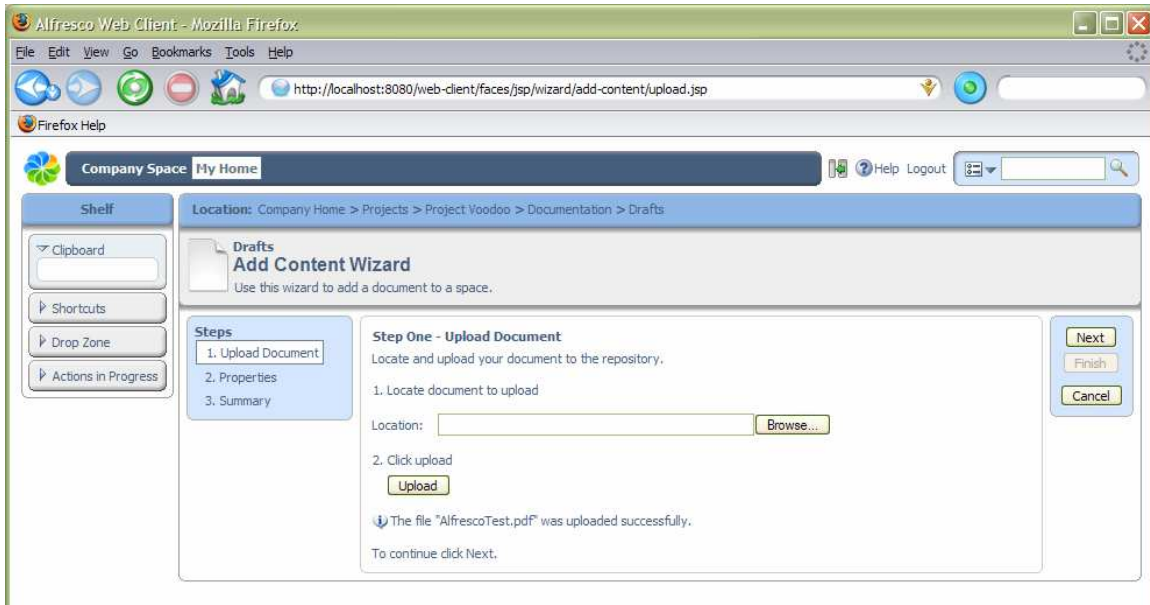 Alfresco Web Client - Mozilla Firefox
File Edit View Go Bookmarks Tools Help
http://localhost:8080/web-client/faces/jsp/wizard/add-content/upload.jsp
Firefox Help
Company Space My Home Help Logout
Shelf
Location: Company Home > Projects > Project Voodoo > Documentation > Drafts
Clipboard
Shortcuts
Drop Zone
Actions in Progress
Drafts
Add Content Wizard
Use this wizard to add a document to a space.
Steps
1. Upload Document
2. Properties
3. Summary
Step One - Upload Document
Locate and upload your document to the repository.
1. Locate document to upload
Location: Browse...
2. Click upload
Upload
The file "AlfrescoTest.pdf" was uploaded successfully.
To continue click Next.
Next
Finish
Cancel